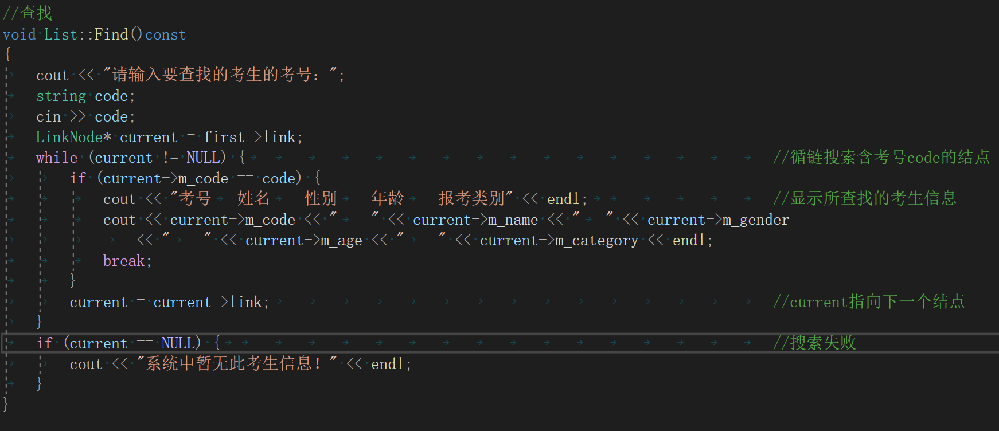 //查找
void List::Find()const
{
cout << "请输入要查找的考生的考号：";
string code;
cin >> code;
LinkNode* current = first->link;
while (current != NULL) { //循链搜索含考号code的结点
if (current->m_code == code) {
cout << "考号 姓名 性别 年龄 报考类别" << endl; //显示所查找的考生信息
cout << current->m_code << " " << current->m_name << " " << current->m_gender
<< " " << current->m_age << " " << current->m_category << endl;
break;
}
current = current->link; //current指向下一个结点
}
if (current == NULL) { //搜索失败
cout << "系统中暂无此考生信息！" << endl;
}
}